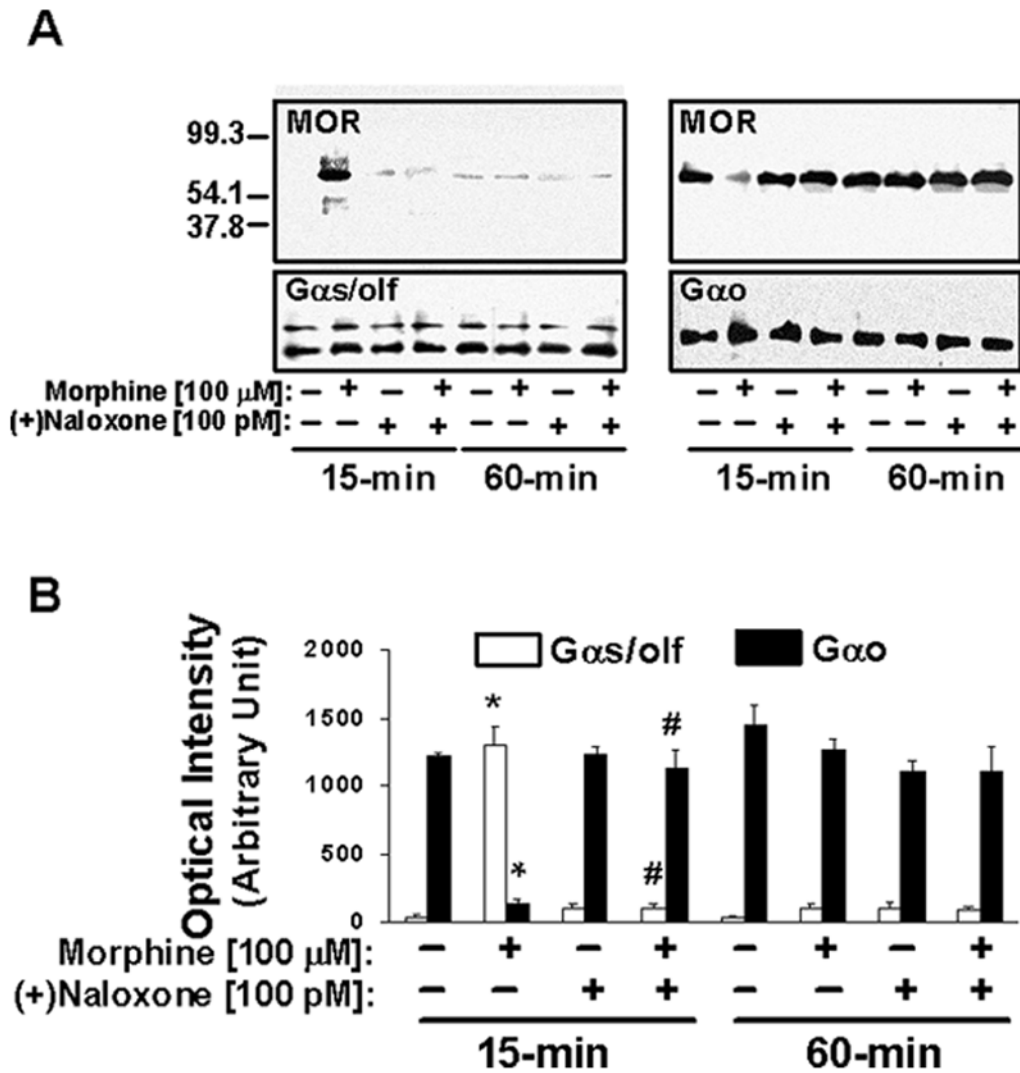 A
MOR
MOR
99.3
54.1
37.8
Gαs/olf
Gαo
Morphine [100 µM]: – + – + – + – + – + – + – + – +
(+)Naloxone [100 pM]: – – + + – – + + – – + + – – + +
15-min 60-min 15-min 60-min
B
Optical Intensity
(Arbitrary Unit)
Gαs/olf Gαo
2000
1500
1000
500
0
* * # #
Morphine [100 µM]: – + – + – + – +
(+)Naloxone [100 pM]: – – + + – – + +
15-min 60-min